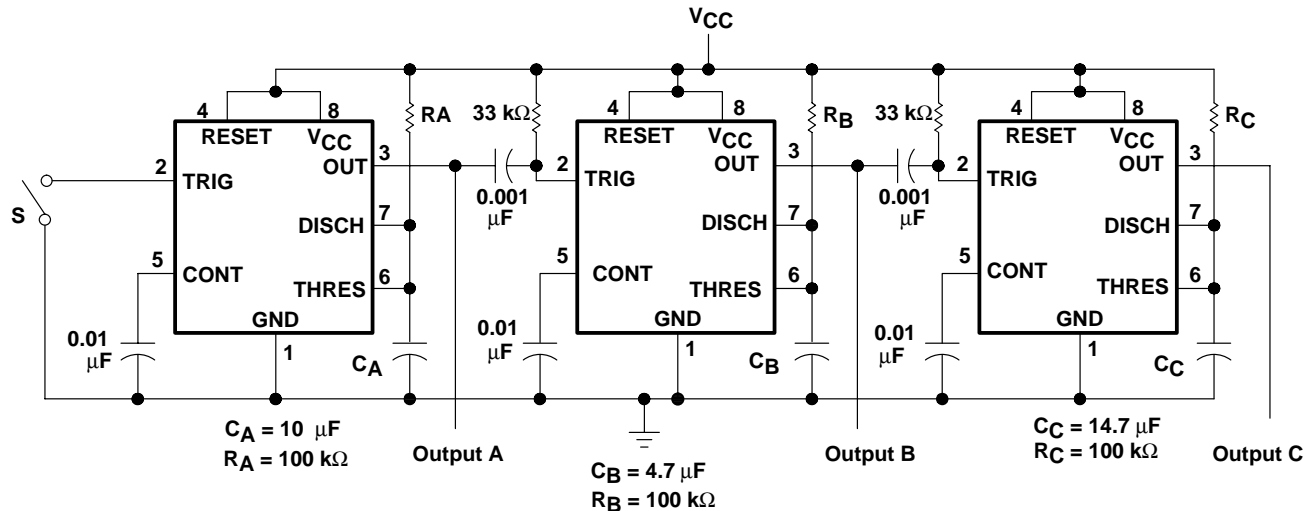 VCC
4 8
RESET VCC
OUT 3
2 TRIG
S
DISCH 7
5 CONT
THRES 6
GND
1
0.01 μF
RA
CA
33 kΩ
0.001 μF
4 8
RESET VCC
OUT 3
2 TRIG
DISCH 7
5 CONT
THRES 6
GND
1
0.01 μF
RB
CB
33 kΩ
0.001 μF
4 8
RESET VCC
OUT 3
2 TRIG
DISCH 7
5 CONT
THRES 6
GND
1
0.01 μF
RC
CC
CA = 10 μF
RA = 100 kΩ
Output A
CB = 4.7 μF
RB = 100 kΩ
Output B
CC = 14.7 μF
RC = 100 kΩ
Output C